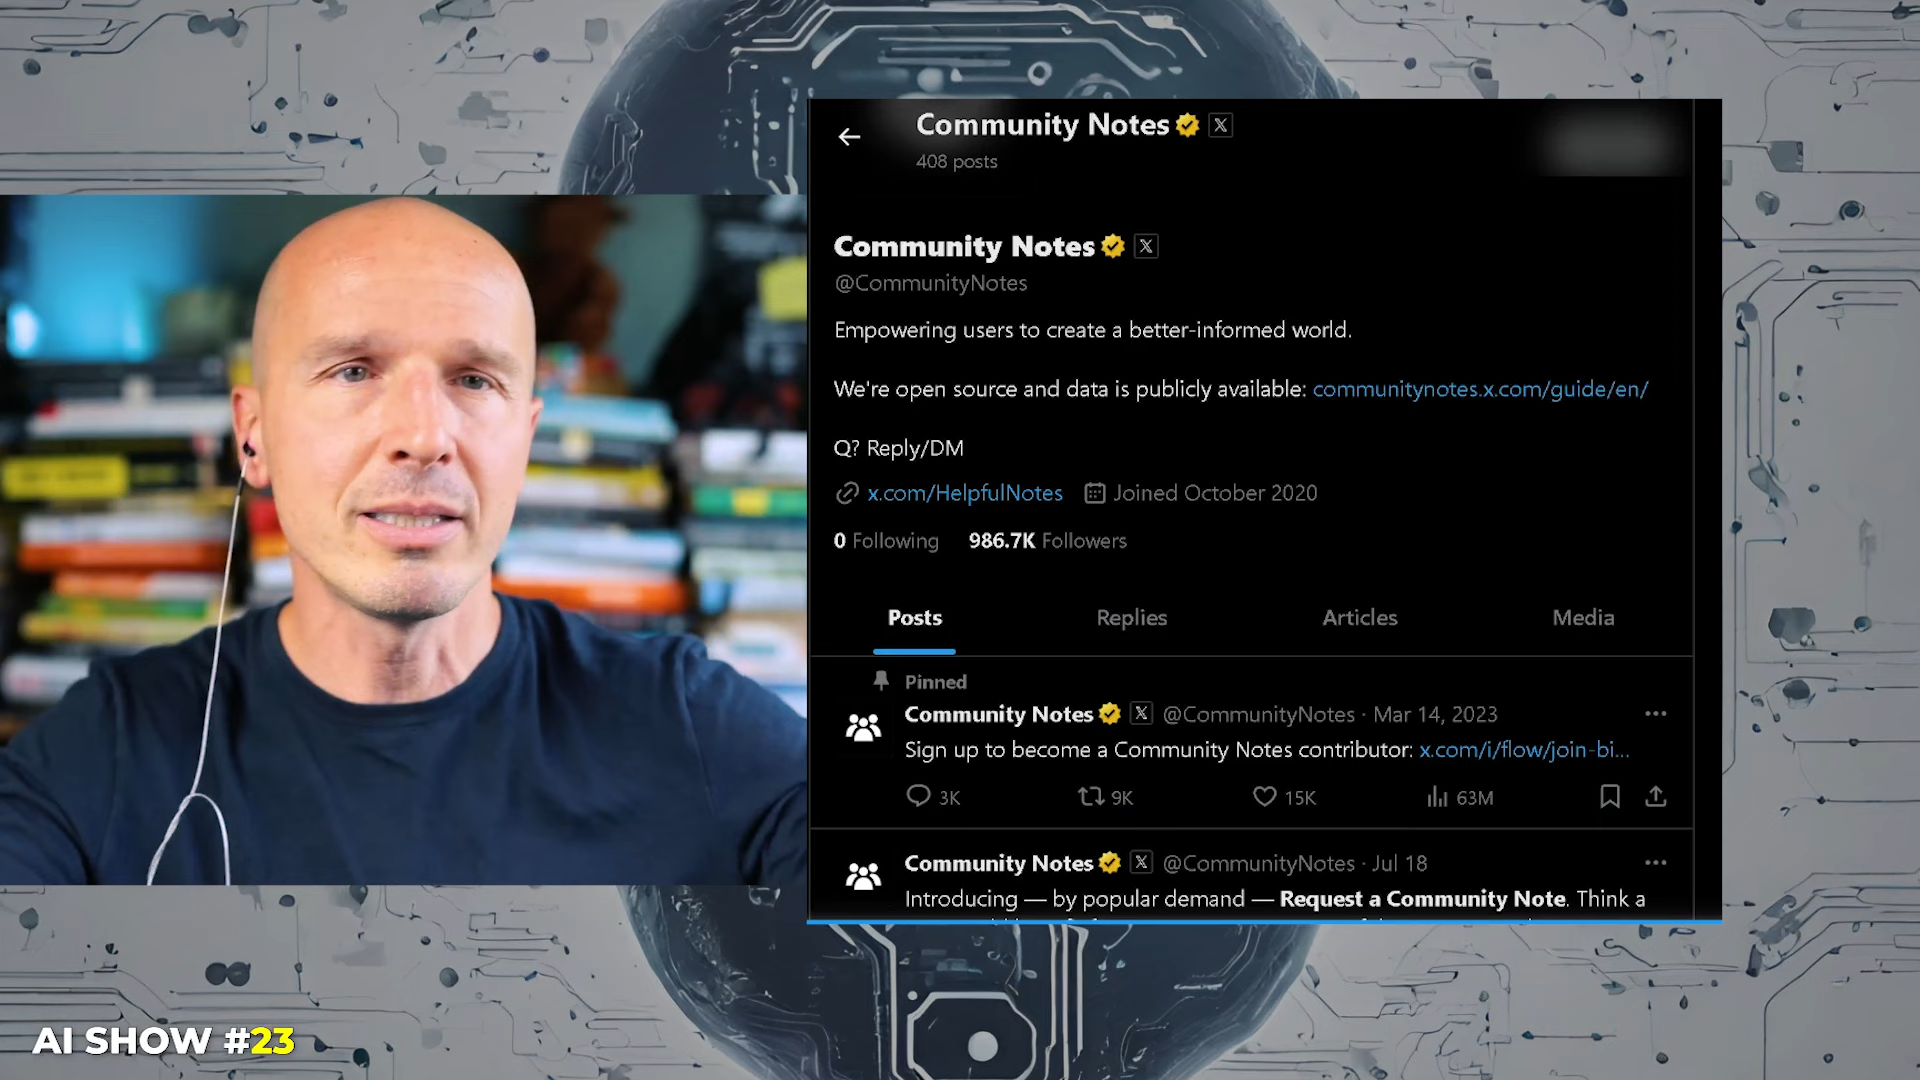 Community Notes
408 posts
Community Notes
@CommunityNotes
Empowering users to create a better-informed world.
We're open source and data is publicly available: communitynotes.x.com/guide/en/
Q? Reply/DM
x.com/HelpfulNotes Joined October 2020
0 Following 986.7K Followers
Posts Replies Articles Media
Pinned
Community Notes @CommunityNotes · Mar 14, 2023
Sign up to become a Community Notes contributor: x.com/i/flow/join-bi...
3K 9K 15K 63M
Community Notes @CommunityNotes · Jul 18
Introducing — by popular demand — Request a Community Note. Think a
AI SHOW #23